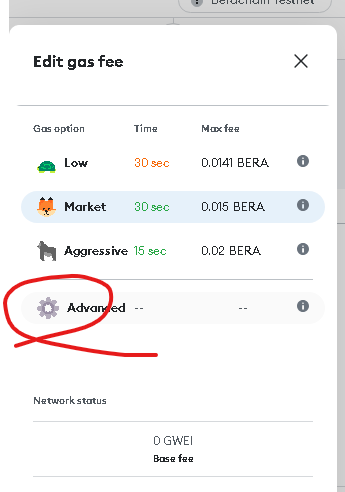 Berachain Testnet
Edit gas fee
Gas option Time Max fee
Low 30 sec 0.0141 BERA
Market 30 sec 0.015 BERA
Aggressive 15 sec 0.02 BERA
Advanced -- --
Network status
0 GWEI
Base fee